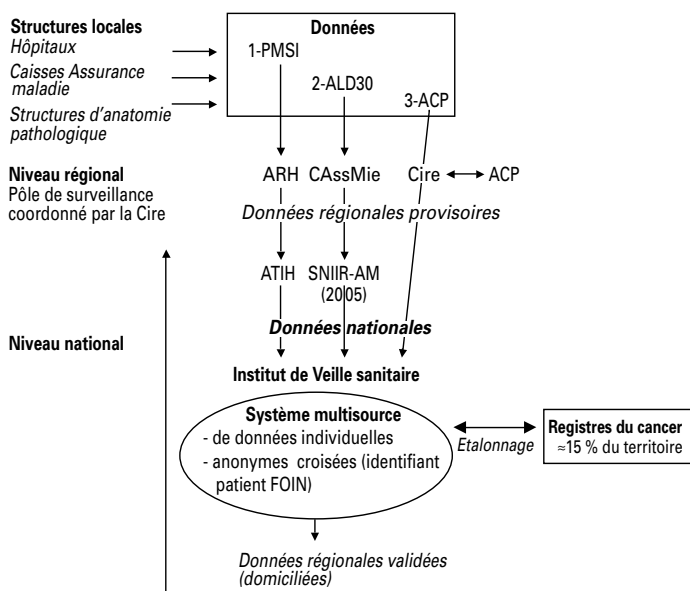 Structures locales
Hôpitaux
Caisses Assurance
maladie
Structures d'anatomie
pathologique
Données
1-PMSI
2-ALD30
3-ACP
Niveau régional
Pôle de surveillance
coordonné par la Cire
ARH CAssMie Cire ACP
Données régionales provisoires
ATIH SNIIR-AM
(2005)
Niveau national
Données nationales
Institut de Veille sanitaire
Système multisource
- de données individuelles
- anonymes croisées (identifiant
patient FOIN)
Etalonnage
Registres du cancer
≈15 % du territoire
Données régionales validées
(domiciliées)